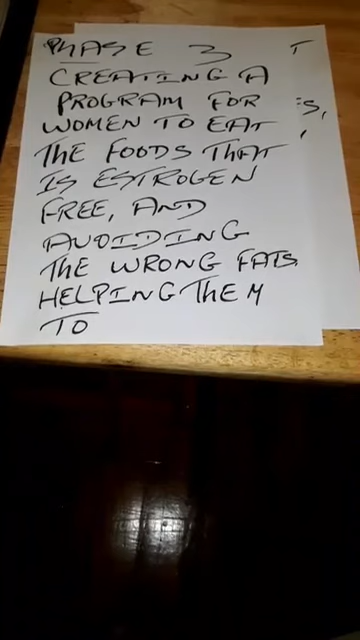 PHASE 3
CREATING A
PROGRAM FOR
WOMEN TO EAT
THE FOODS THAT
IS ESTROGEN
FREE, AND
AVOIDING
THE WRONG FATS
HELPING THEM
TO